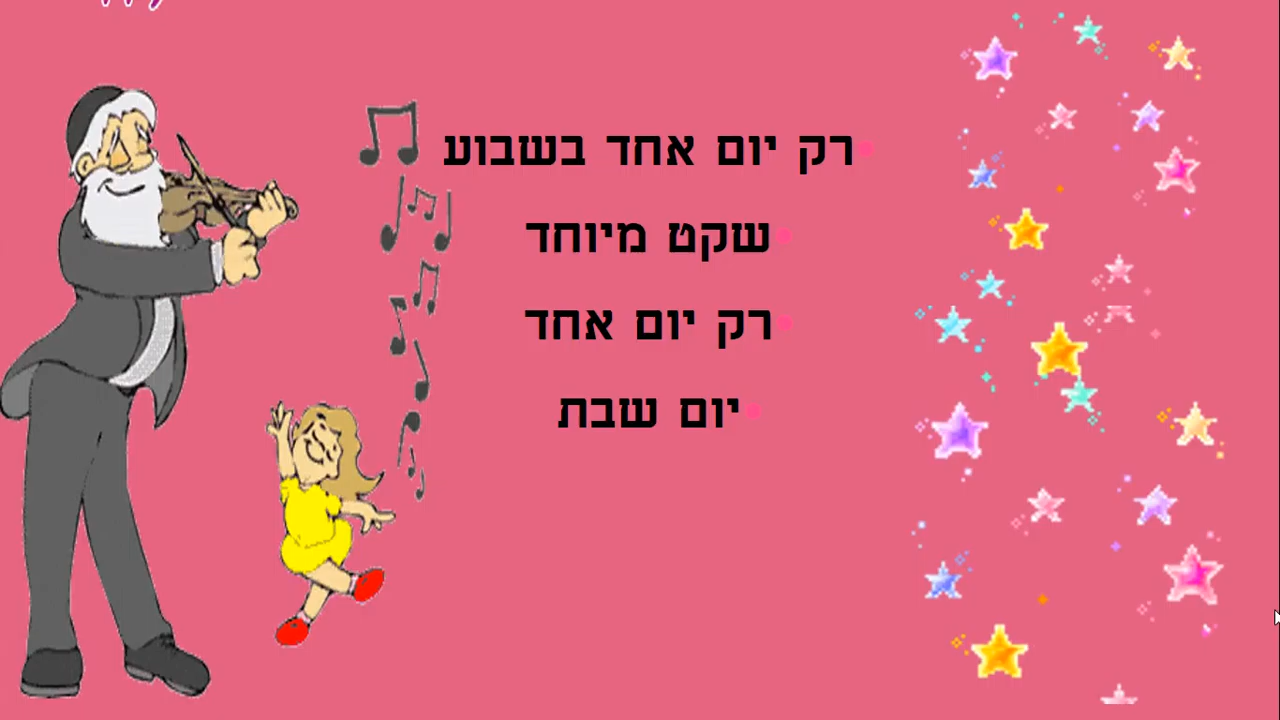 רק יום אחד בשבוע
שקט מיוחד
רק יום אחד
יום שבת